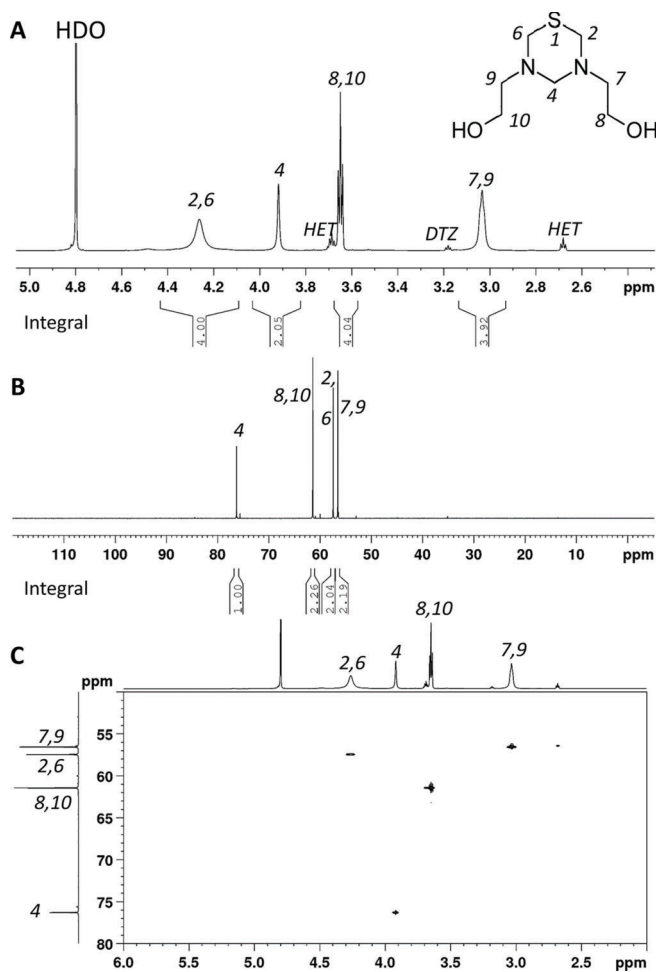 A
HDO
S
6
1
2
N
N
9
4
7
10
8
HO
OH
8,10
4
2,6
HET
DTZ
7,9
HET
5.0 4.8 4.6 4.4 4.2 4.0 3.8 3.6 3.4 3.2 3.0 2.8 2.6 ppm
Integral
4.00
2.05
4.04
3.92
B
8,10
2,
6
7,9
4
110 100 90 80 70 60 50 40 30 20 10 ppm
Integral
1.00
2.26
2.04
2.19
C
8,10
2,6
4
7,9
ppm
7,9
2,6
8,10
4
ppm
55
60
65
70
75
80
6.0 5.5 5.0 4.5 4.0 3.5 3.0 2.5 ppm